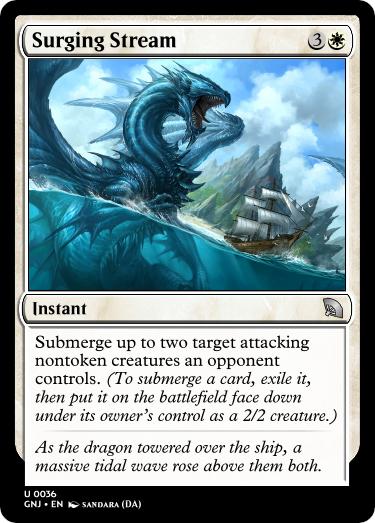 Surging Stream 3
Instant
Submerge up to two target attacking
nontoken creatures an opponent
controls. (To submerge a card, exile it,
then put it on the battlefield face down
under its owner's control as a 2/2 creature.)
As the dragon towered over the ship, a
massive tidal wave rose above them both.
U 0036
GNJ • EN SANDARA (DA)